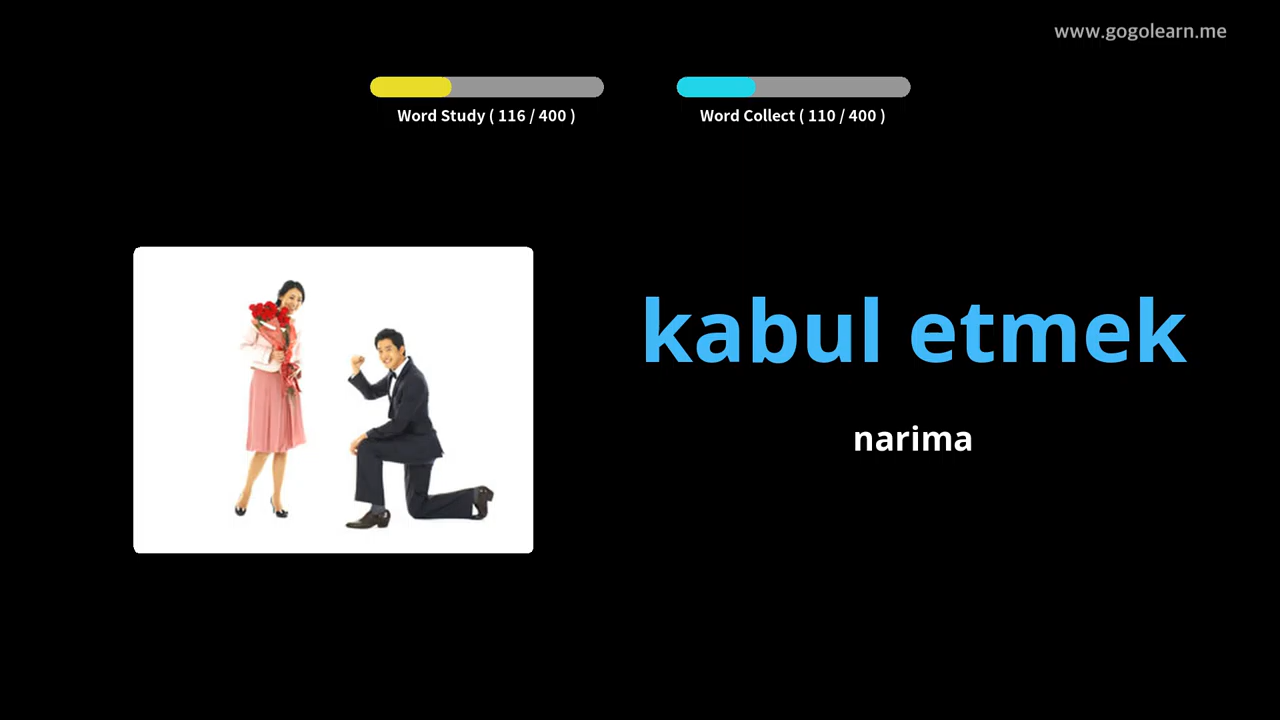 www.gogolearn.me
Word Study ( 116 / 400 )
Word Collect ( 110 / 400 )
kabul etmek
narima